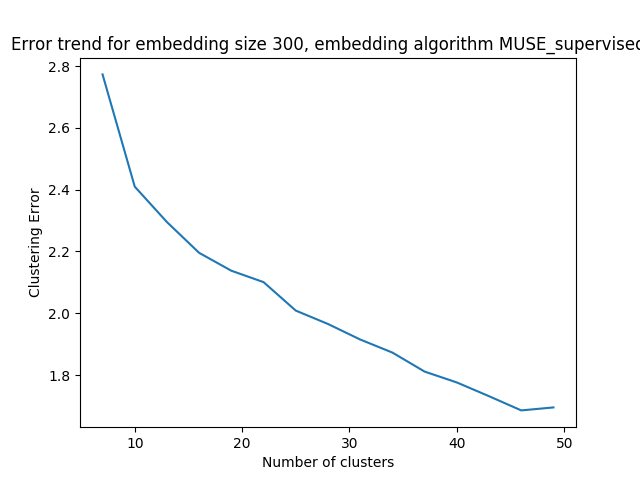 Error trend for embedding size 300, embedding algorithm MUSE_supervised
2.8
2.6
2.4
2.2
2.0
1.8
Clustering Error
10 20 30 40 50
Number of clusters